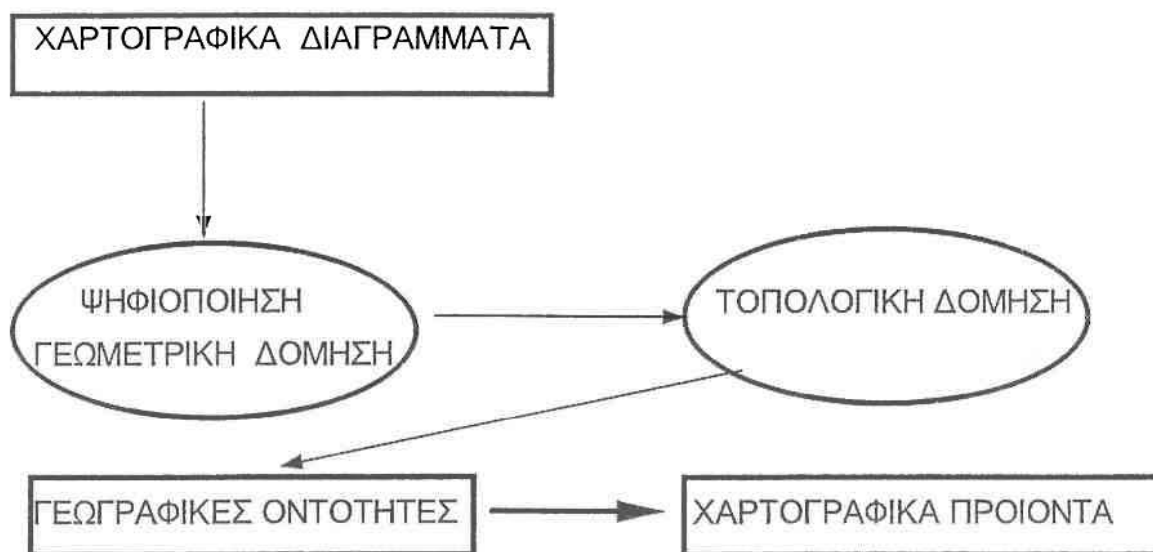 ΧΑΡΤΟΓΡΑΦΙΚΑ ΔΙΑΓΡΑΜΜΑΤΑ
ΨΗΦΙΟΠΟΙΗΣΗ
ΓΕΩΜΕΤΡΙΚΗ ΔΟΜΗΣΗ
ΤΟΠΟΛΟΓΙΚΗ ΔΟΜΗΣΗ
ΓΕΩΓΡΑΦΙΚΕΣ ΟΝΤΟΤΗΤΕΣ
ΧΑΡΤΟΓΡΑΦΙΚΑ ΠΡΟΙΟΝΤΑ